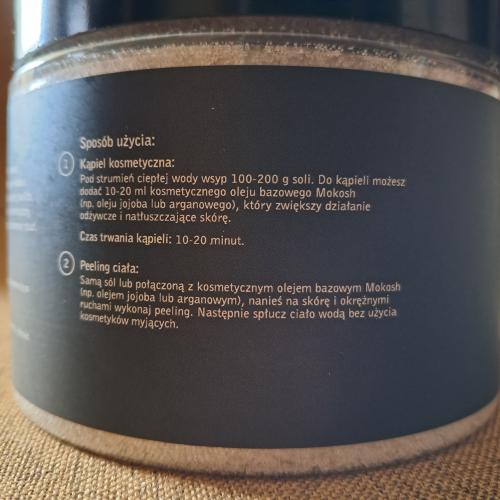 Sposób użycia:
1 Kąpiel kosmetyczna:
Pod strumień ciepłej wody wsyp 100-200 g soli. Do kąpieli możesz
dodać 10-20 ml kosmetycznego oleju bazowego Mokosh
(np. oleju jojoba lub arganowego), który zwiększy działanie
odżywcze i natłuszczające skórę.
Czas trwania kąpieli: 10-20 minut.
2 Peeling ciała:
Samą sól lub połączoną z kosmetycznym olejem bazowym Mokosh
(np. olejem jojoba lub arganowym), nanieś na skórę i okrężnymi
ruchami wykonaj peeling. Następnie spłucz ciało wodą bez użycia
kosmetyków myjących.